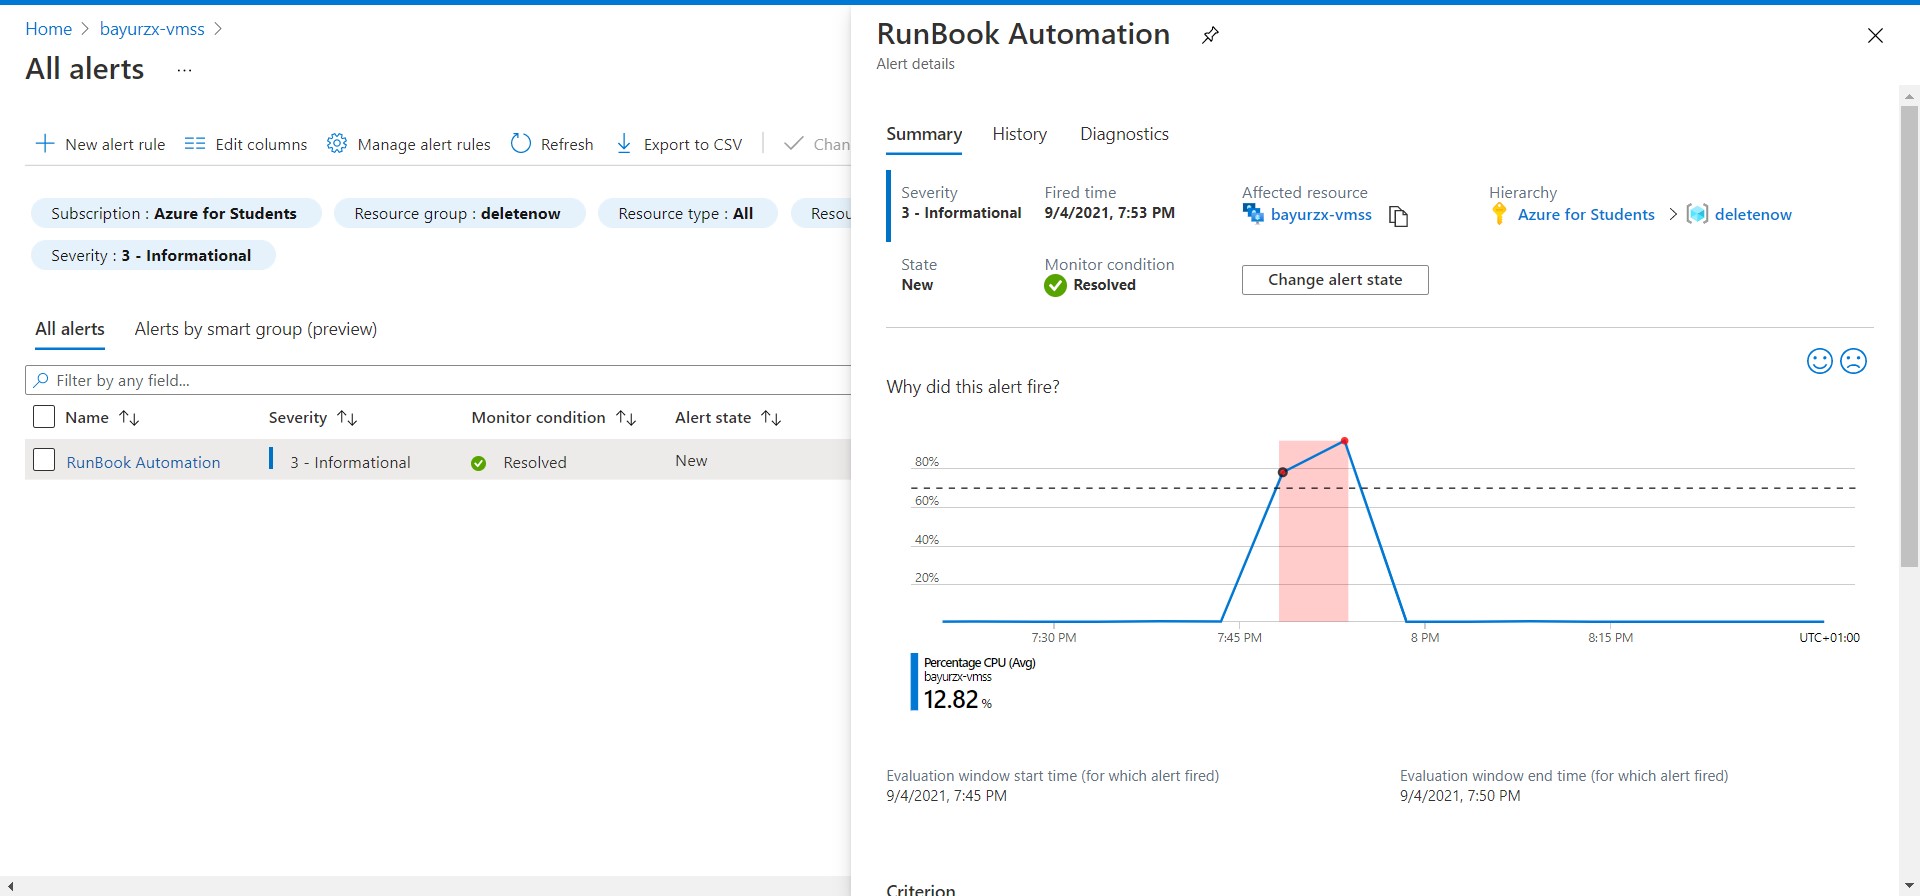 Home > bayurzx-vmss >
All alerts ...
New alert rule Edit columns Manage alert rules Refresh Export to CSV Chan
Subscription : Azure for Students Resource group : deletenow Resource type : All Resou
Severity : 3 - Informational
All alerts Alerts by smart group (preview)
Filter by any field...
Name Severity Monitor condition Alert state
RunBook Automation 3 - Informational Resolved New
RunBook Automation
Alert details
Summary History Diagnostics
Severity Fired time Affected resource Hierarchy
3 - Informational 9/4/2021, 7:53 PM bayurzx-vmss Azure for Students > deletenow
State Monitor condition
New Resolved Change alert state
Why did this alert fire?
80%
60%
40%
20%
7:30 PM 7:45 PM 8 PM 8:15 PM UTC+01:00
Percentage CPU (Avg)
bayurzx-vmss
12.82 %
Evaluation window start time (for which alert fired) Evaluation window end time (for which alert fired)
9/4/2021, 7:45 PM 9/4/2021, 7:50 PM
Criterion